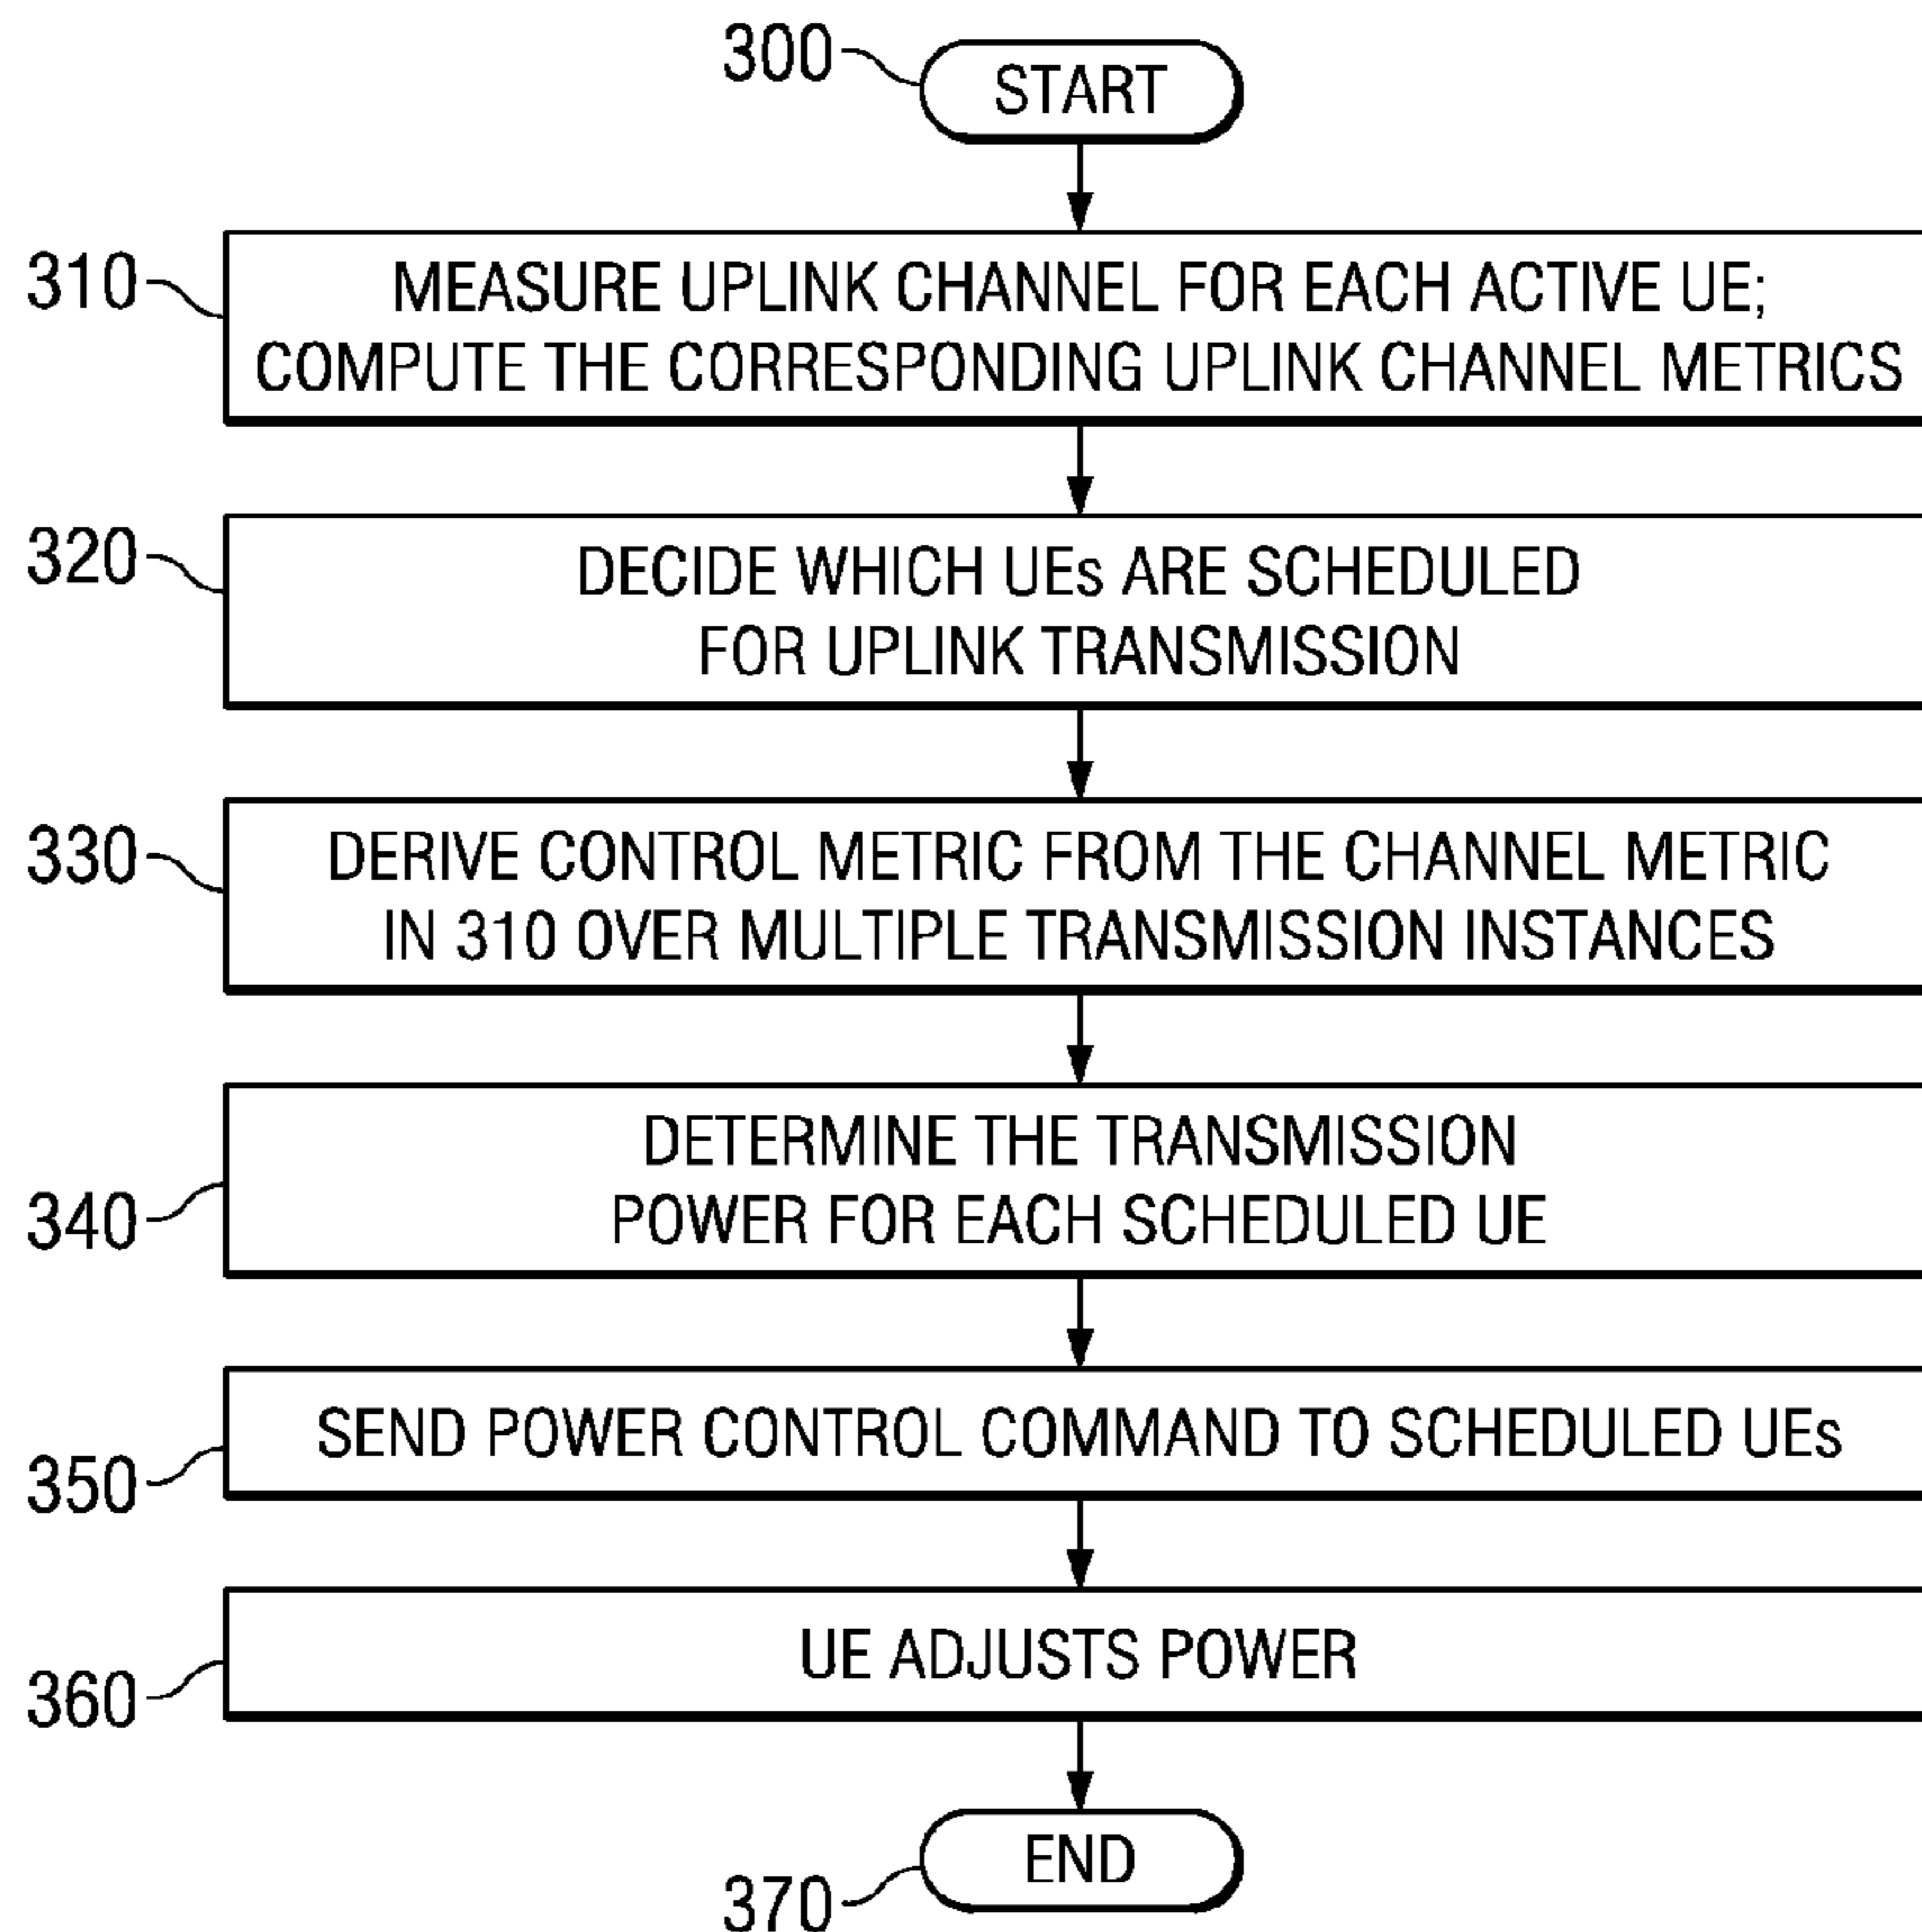 300
START
310
MEASURE UPLINK CHANNEL FOR EACH ACTIVE UE;
COMPUTE THE CORRESPONDING UPLINK CHANNEL METRICS
320
DECIDE WHICH UEs ARE SCHEDULED
FOR UPLINK TRANSMISSION
330
DERIVE CONTROL METRIC FROM THE CHANNEL METRIC
IN 310 OVER MULTIPLE TRANSMISSION INSTANCES
340
DETERMINE THE TRANSMISSION
POWER FOR EACH SCHEDULED UE
350
SEND POWER CONTROL COMMAND TO SCHEDULED UEs
360
UE ADJUSTS POWER
370
END